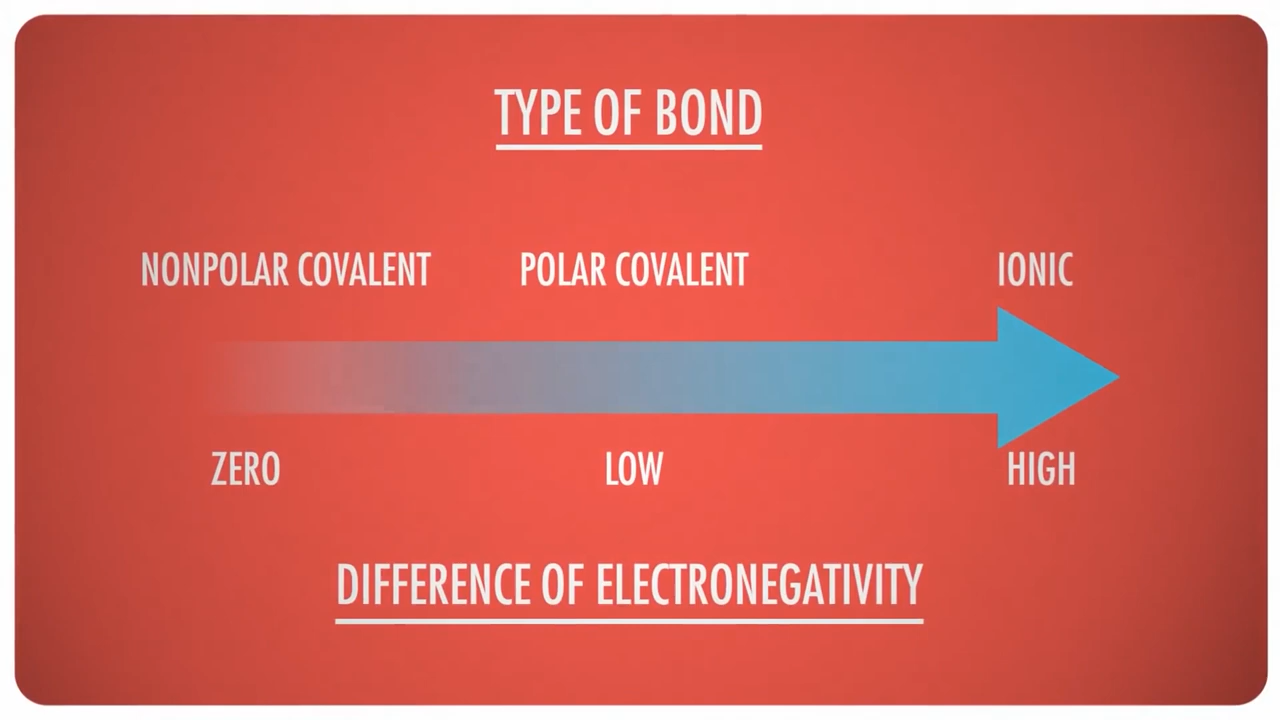 TYPE OF BOND
NONPOLAR COVALENT POLAR COVALENT IONIC
ZERO LOW HIGH
DIFFERENCE OF ELECTRONEGATIVITY